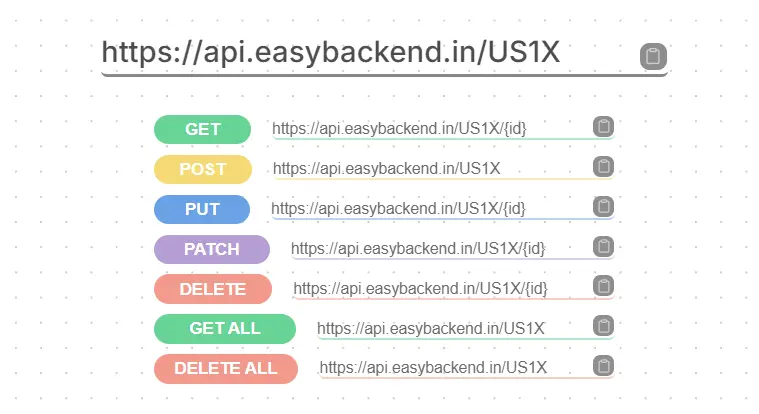 https://api.easybackend.in/US1X
GET https://api.easybackend.in/US1X/{id}
POST https://api.easybackend.in/US1X
PUT https://api.easybackend.in/US1X/{id}
PATCH https://api.easybackend.in/US1X/{id}
DELETE https://api.easybackend.in/US1X/{id}
GET ALL https://api.easybackend.in/US1X
DELETE ALL https://api.easybackend.in/US1X